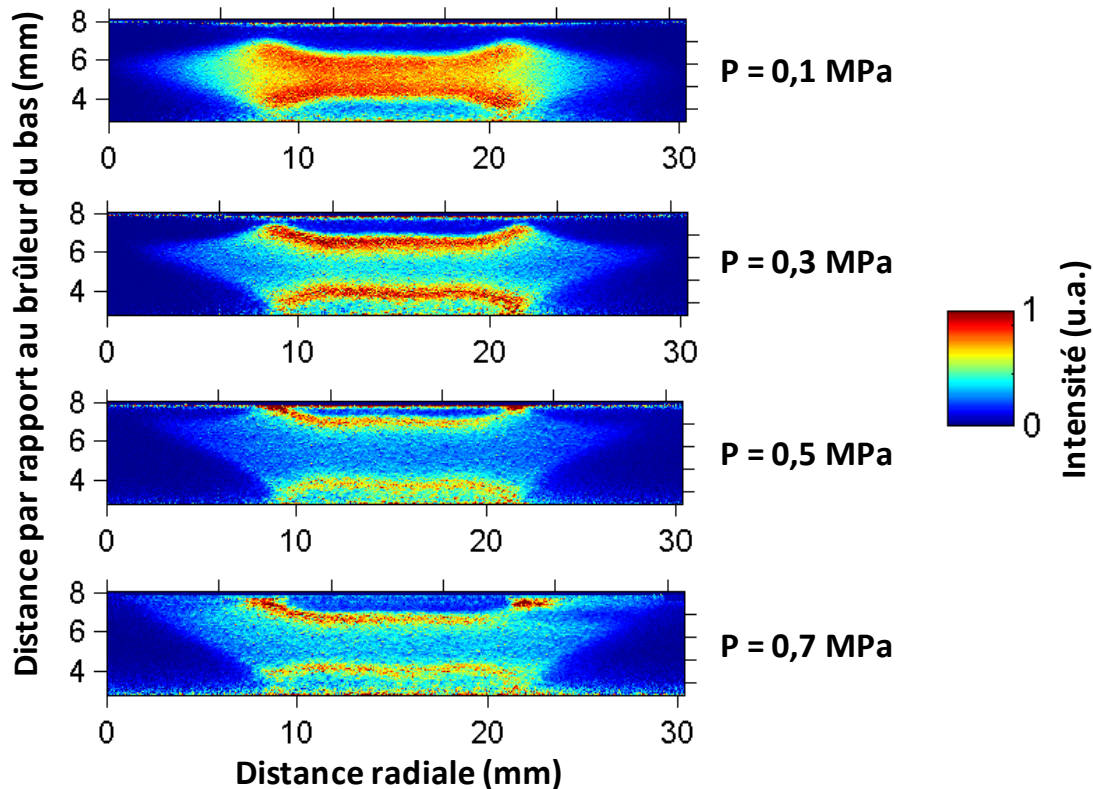 Distance par rapport au brûleur du bas (mm)
8
6
4
0 10 20 30
P = 0,1 MPa
8
6
4
0 10 20 30
P = 0,3 MPa
8
6
4
0 10 20 30
P = 0,5 MPa
8
6
4
0 10 20 30
P = 0,7 MPa
Distance radiale (mm)
1
0
Intensité (u.a.)